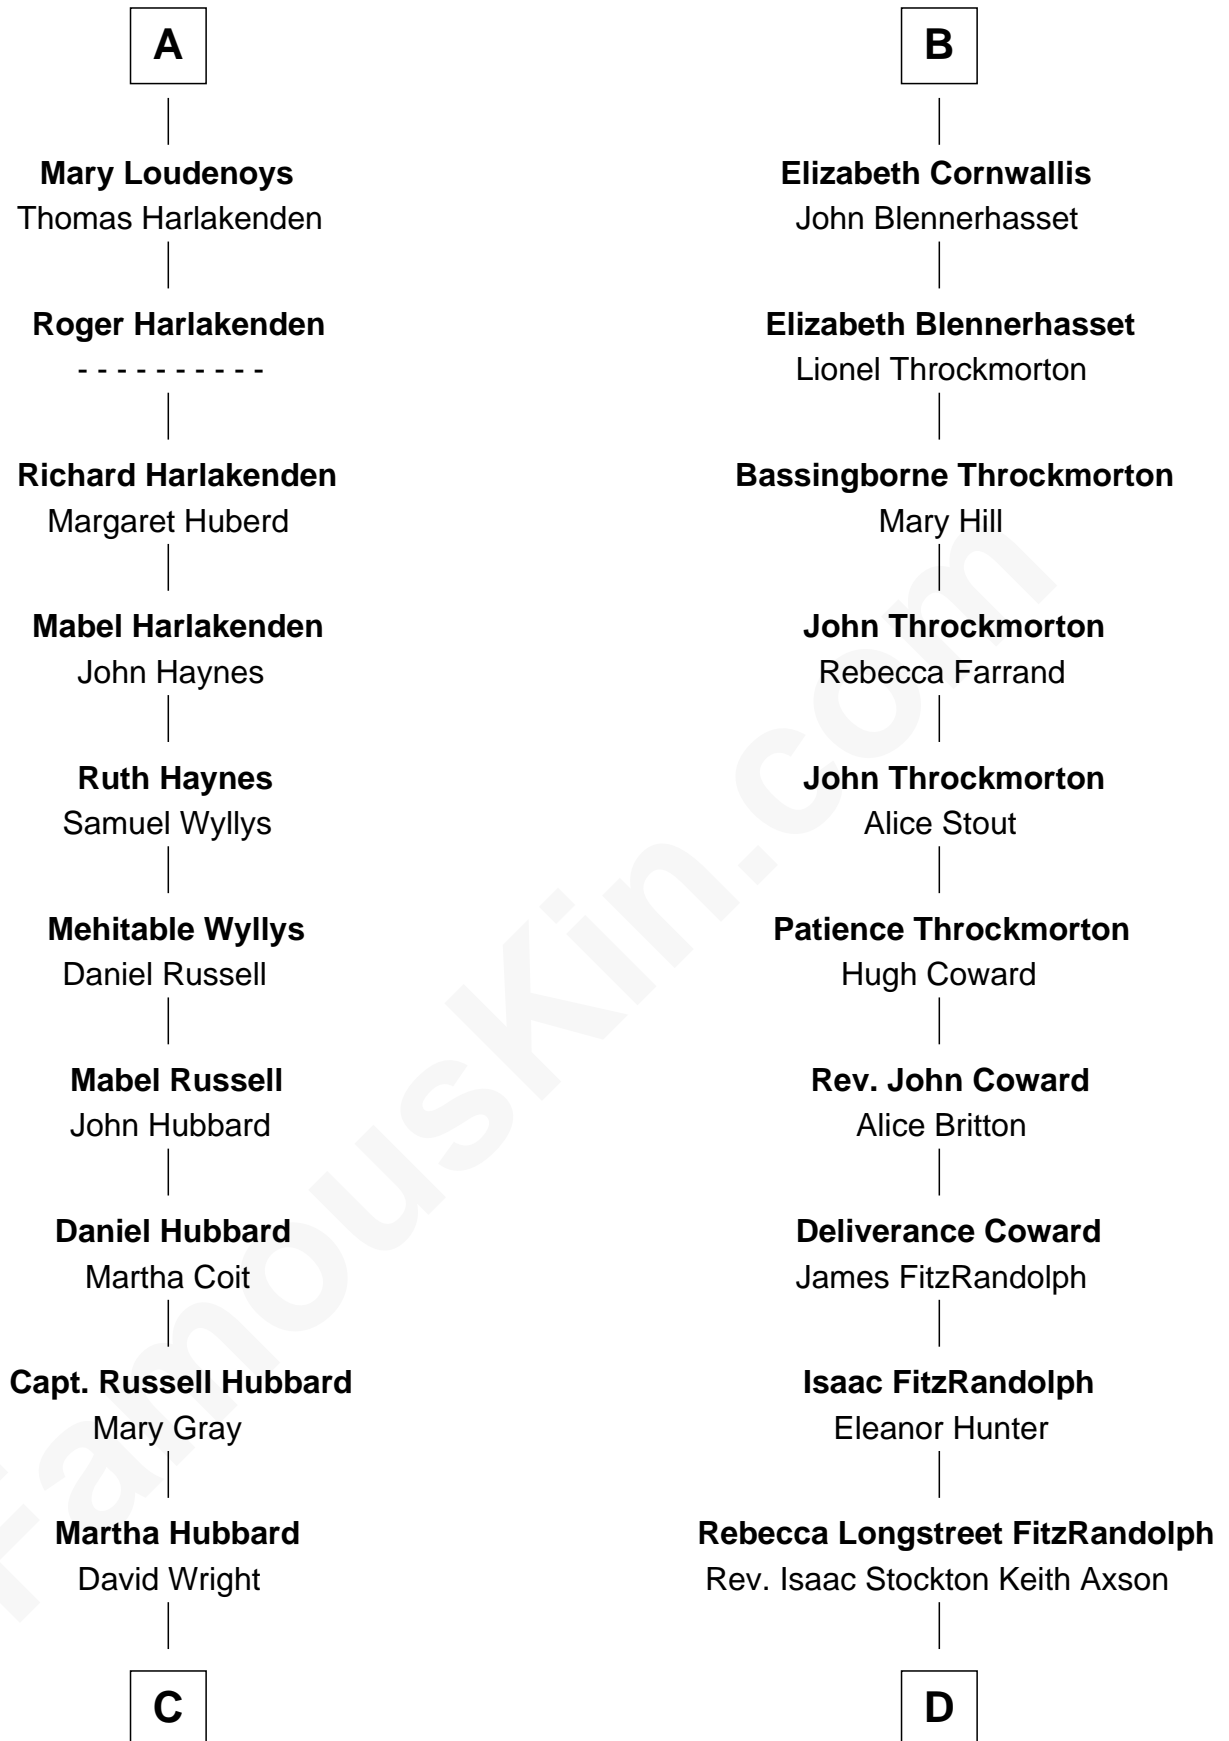 A
Mary Loudenoys
Thomas Harlakenden
Roger Harlakenden
- - - - - - - - - -
Richard Harlakenden
Margaret Huberd
Mabel Harlakenden
John Haynes
Ruth Haynes
Samuel Wyllys
Mehitable Wyllys
Daniel Russell
Mabel Russell
John Hubbard
Daniel Hubbard
Martha Coit
Capt. Russell Hubbard
Mary Gray
Martha Hubbard
David Wright
C
B
Elizabeth Cornwallis
John Blennerhasset
Elizabeth Blennerhasset
Lionel Throckmorton
Bassingborne Throckmorton
Mary Hill
John Throckmorton
Rebecca Farrand
John Throckmorton
Alice Stout
Patience Throckmorton
Hugh Coward
Rev. John Coward
Alice Britton
Deliverance Coward
James FitzRandolph
Isaac FitzRandolph
Eleanor Hunter
Rebecca Longstreet FitzRandolph
Rev. Isaac Stockton Keith Axson
D
FamousKin.com